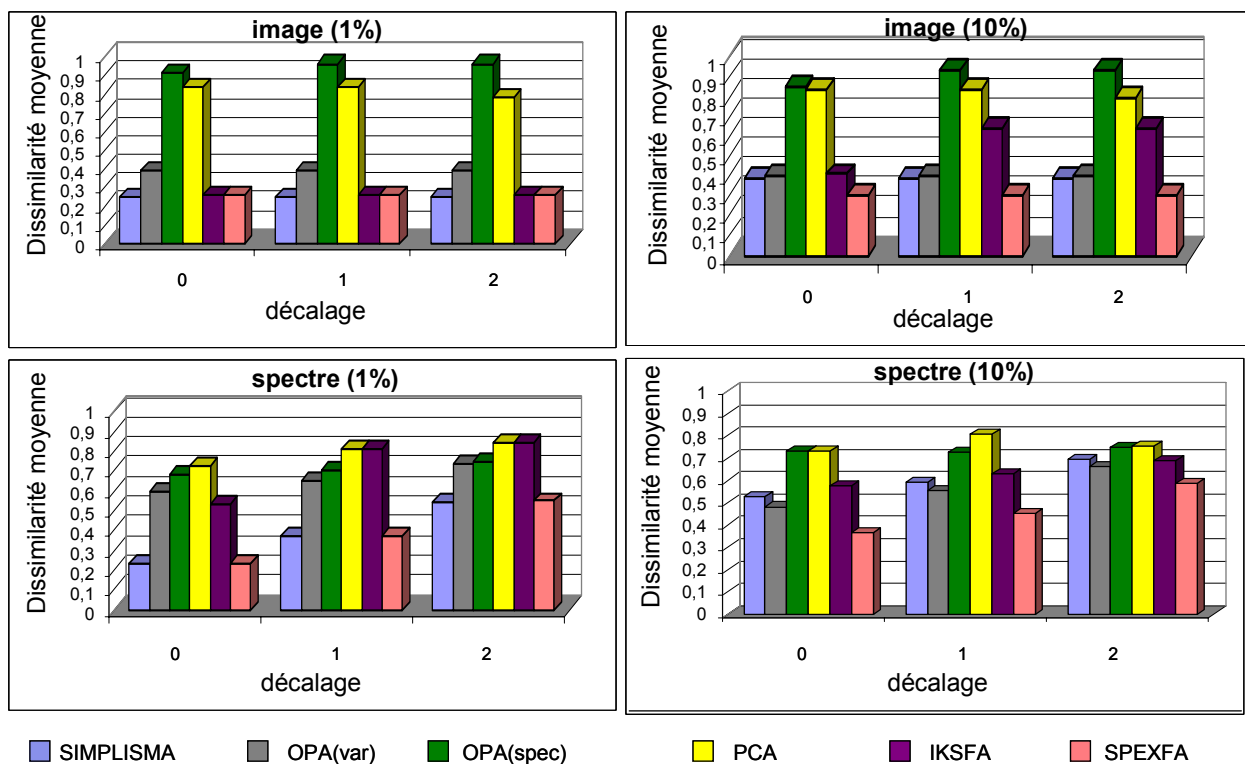 image (1%)
Dissimilarité moyenne
1
0,9
0,8
0,7
0,6
0,5
0,4
0,3
0,2
0,1
0
0 1 2
décalage
image (10%)
Dissimilarité moyenne
1
0,9
0,8
0,7
0,6
0,5
0,4
0,3
0,2
0,1
0
0 1 2
décalage
spectre (1%)
Dissimilarité moyenne
1
0,9
0,8
0,7
0,6
0,5
0,4
0,3
0,2
0,1
0
0 1 2
décalage
spectre (10%)
Dissimilarité moyenne
1
0,9
0,8
0,7
0,6
0,5
0,4
0,3
0,2
0,1
0
0 1 2
décalage
SIMPLISMA OPA(var) OPA(spec) PCA IKSFA SPEXFA